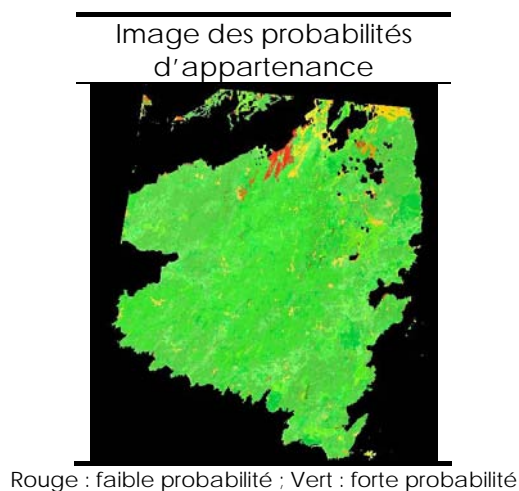 Image des probabilités
d’appartenance
Rouge : faible probabilité ; Vert : forte probabilité